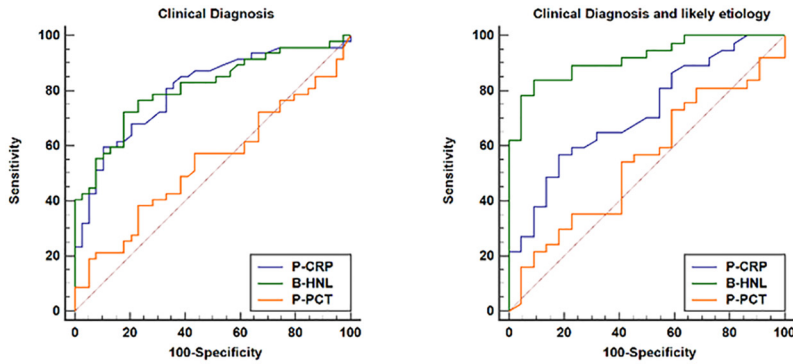 Clinical Diagnosis
100
80
60
40
20
0
Sensitivity
P-CRP
B-HNL
P-PCT
0 20 40 60 80 100
100-Specificity
Clinical Diagnosis and likely etiology
100
80
60
40
20
0
Sensitivity
P-CRP
B-HNL
P-PCT
0 20 40 60 80 100
100-Specificity